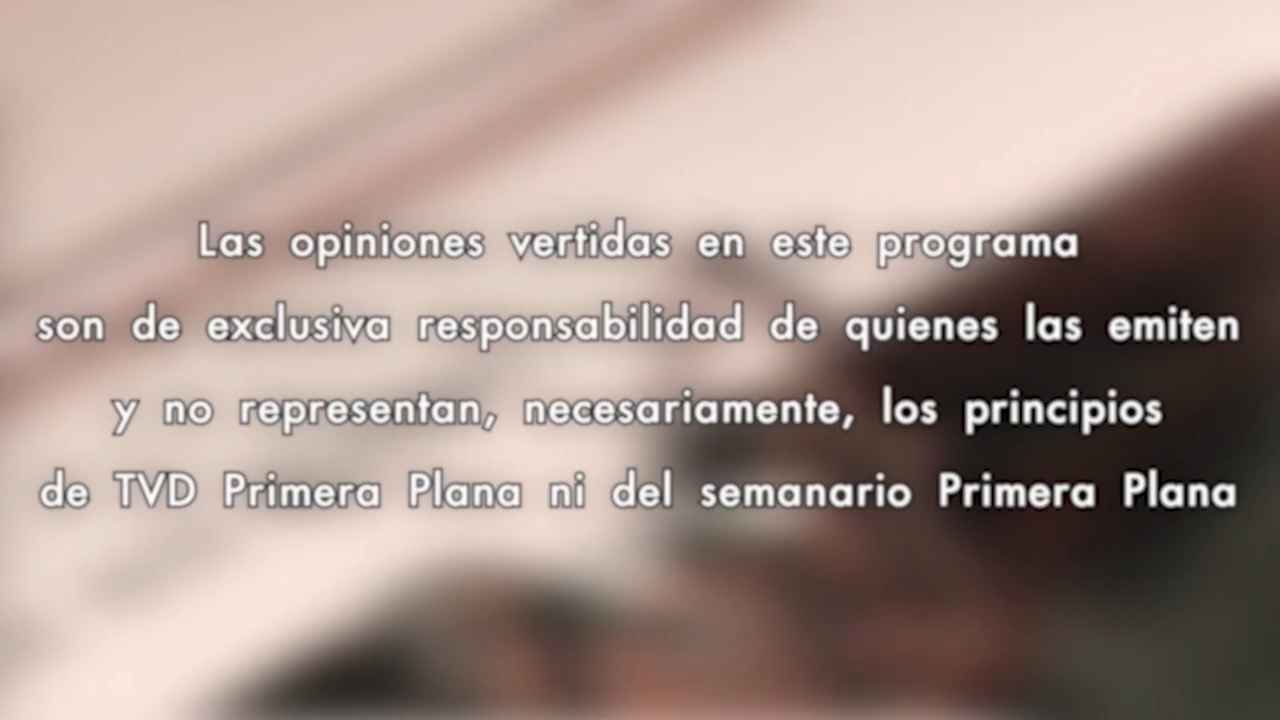 Las opiniones vertidas en este programa
son de exclusiva responsabilidad de quienes las emiten
y no representan, necesariamente, los principios
de TVD Primera Plana ni del semanario Primera Plana